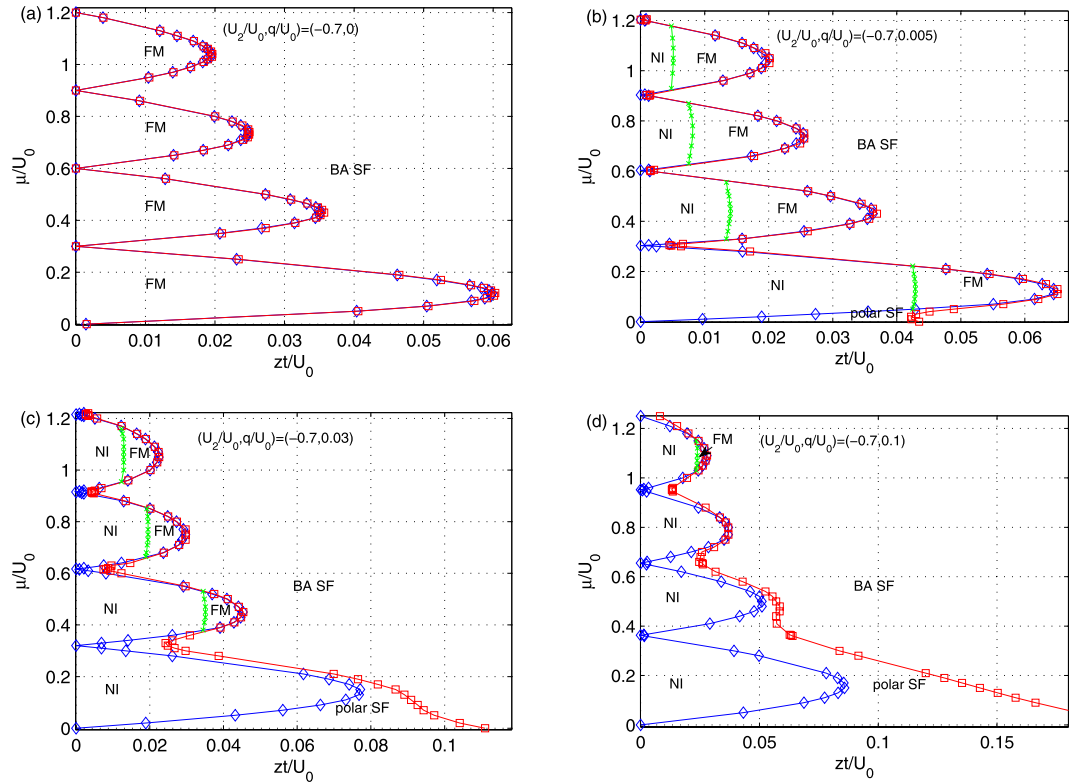 (a)
(U2/U0,q/U0)=(−0.7,0)
1.2
1
0.8
0.6
0.4
0.2
0
μ/U0
FM
FM
FM
FM
BA SF
0
0.01
0.02
0.03
0.04
0.05
0.06
zt/U0
(b)
(U2/U0,q/U0)=(−0.7,0.005)
1.2
1
0.8
0.6
0.4
0.2
0
μ/U0
NI
FM
NI
FM
BA SF
NI
FM
NI
FM
polar SF
0
0.01
0.02
0.03
0.04
0.05
0.06
zt/U0
(c)
(U2/U0,q/U0)=(−0.7,0.03)
1.2
1
0.8
0.6
0.4
0.2
0
μ/U0
NI
FM
NI
FM
BA SF
NI
FM
NI
polar SF
0
0.02
0.04
0.06
0.08
0.1
zt/U0
(d)
(U2/U0,q/U0)=(−0.7,0.1)
1.2
1
0.8
0.6
0.4
0.2
0
μ/U0
FM
NI
NI
BA SF
NI
NI
polar SF
0
0.05
0.1
0.15
zt/U0